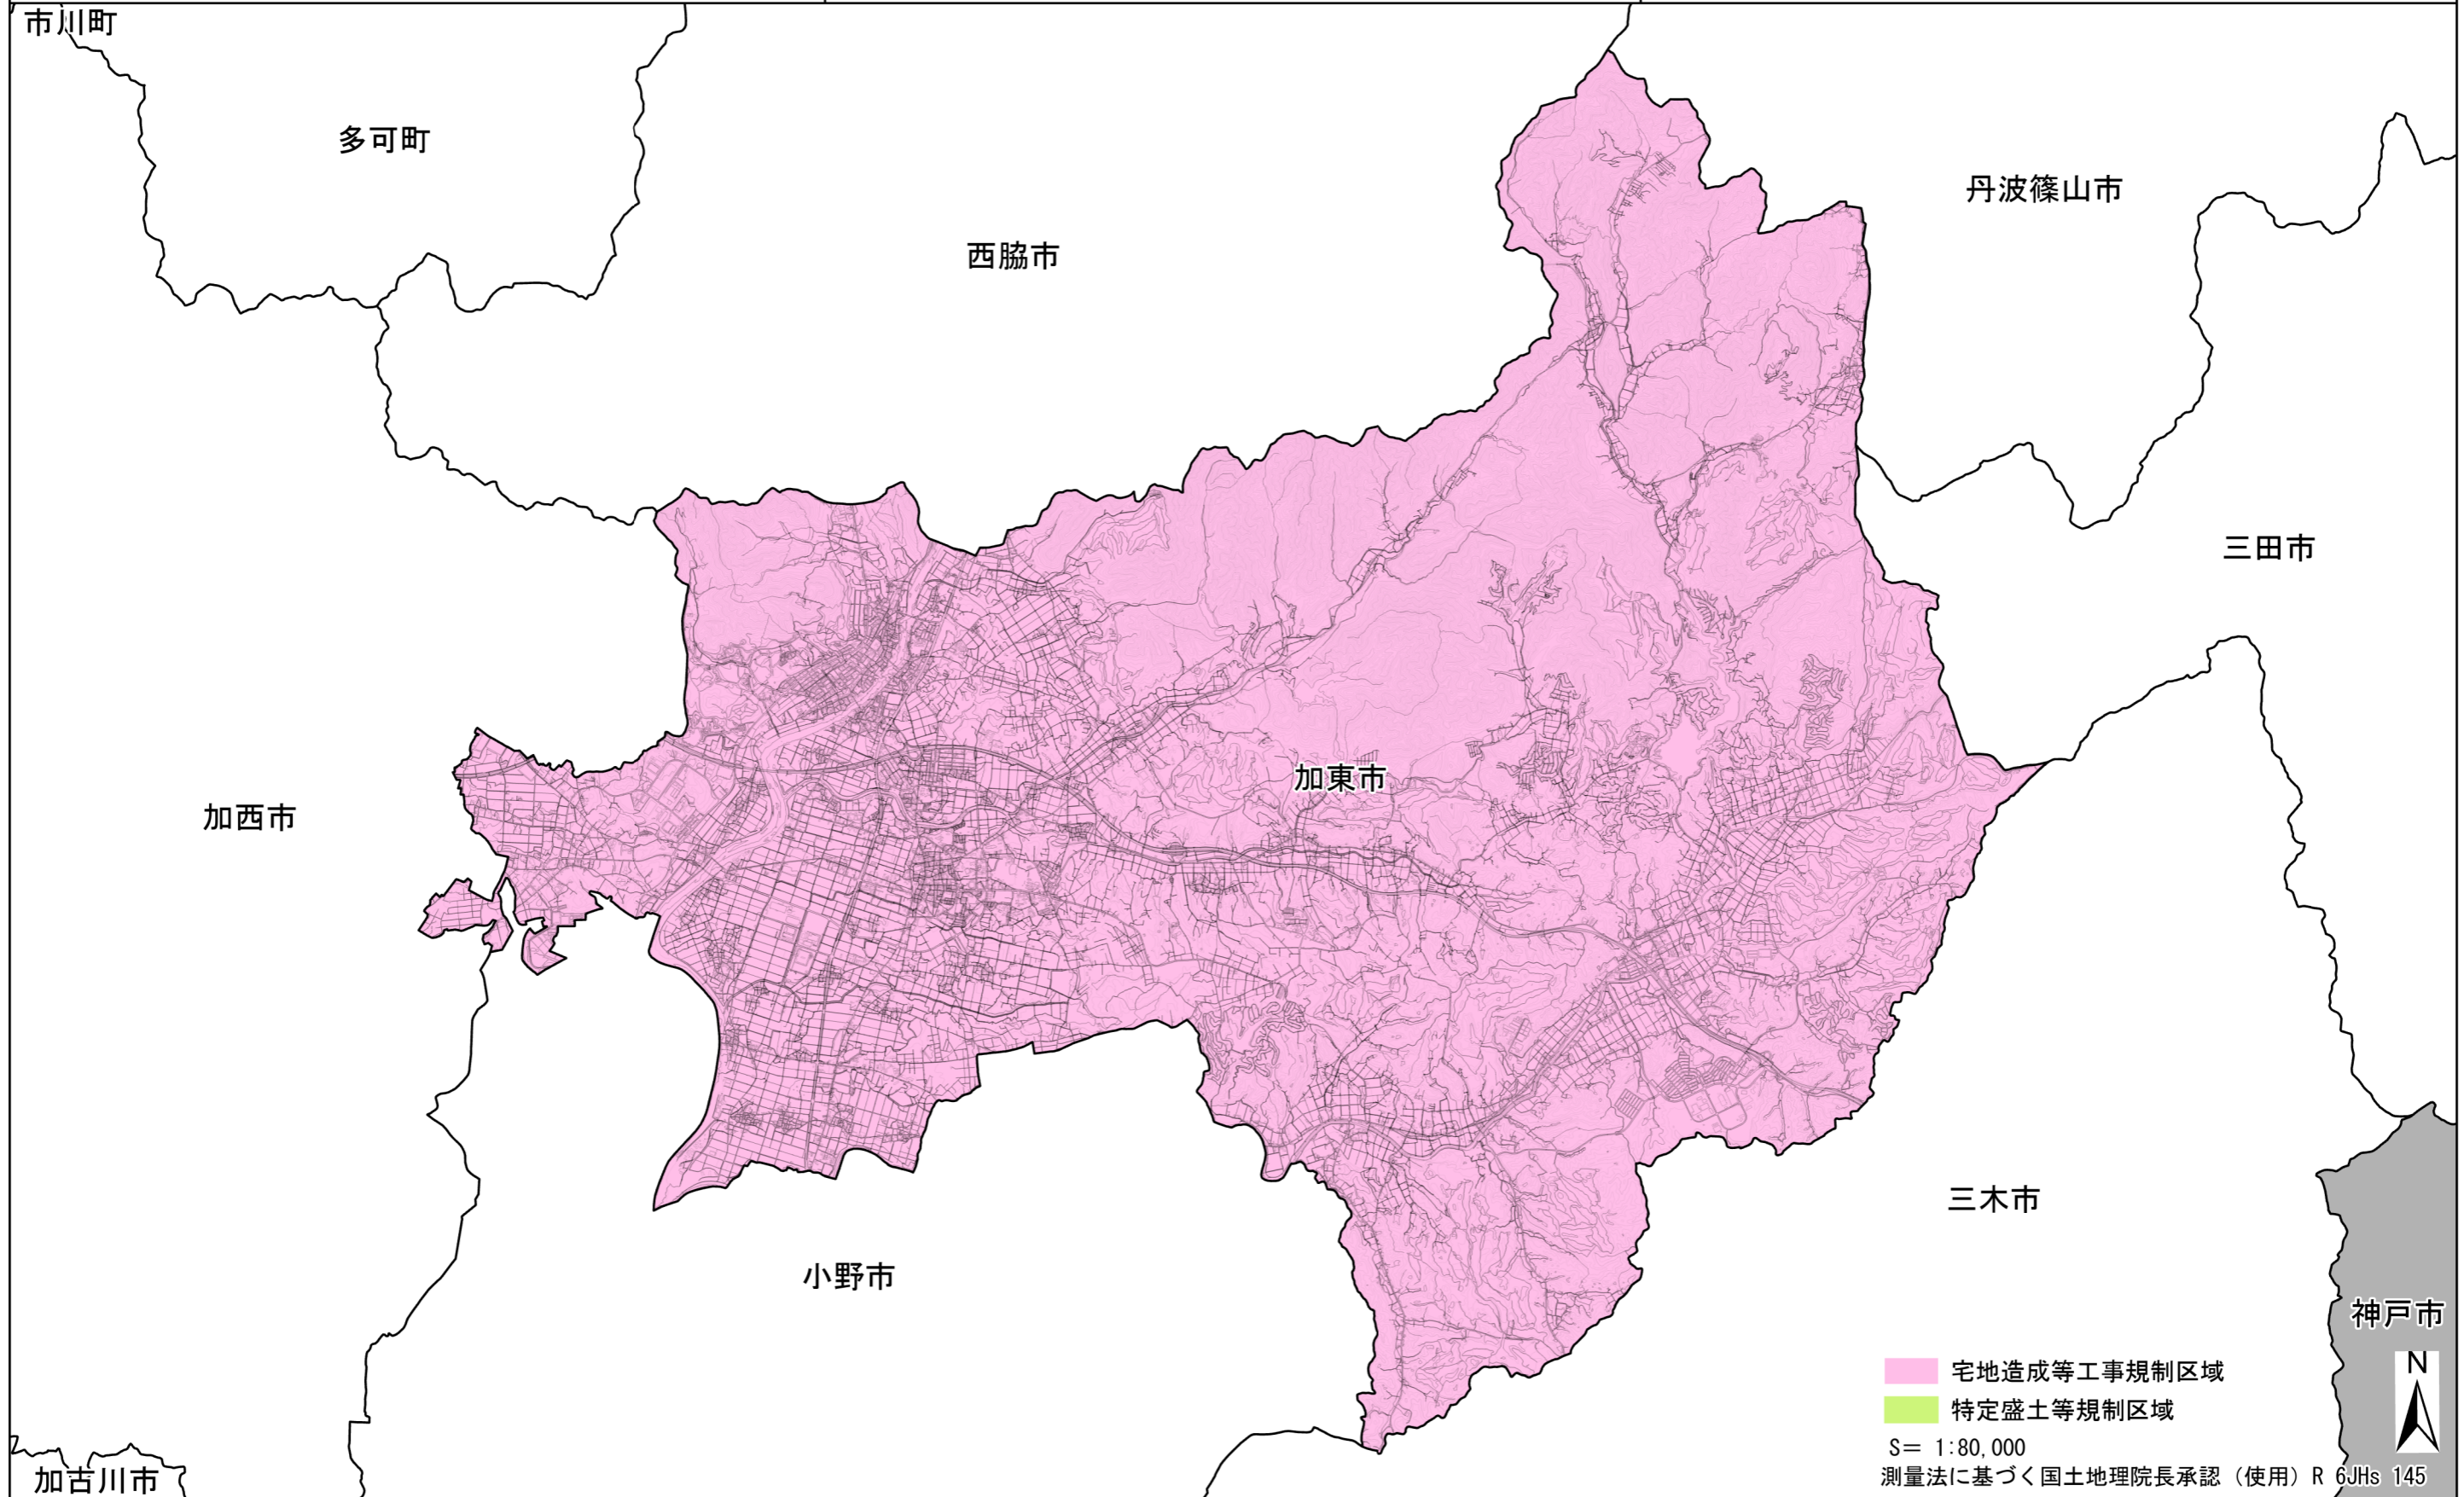 市川町
多可町
丹波篠山市
西脇市
三田市
加東市
加西市
三木市
小野市
神戸市
N
宅地造成等工事規制区域
特定盛土等規制区域
S= 1:80,000
測量法に基づく国土地理院長承認（使用）R 6JHs 145
加古川市